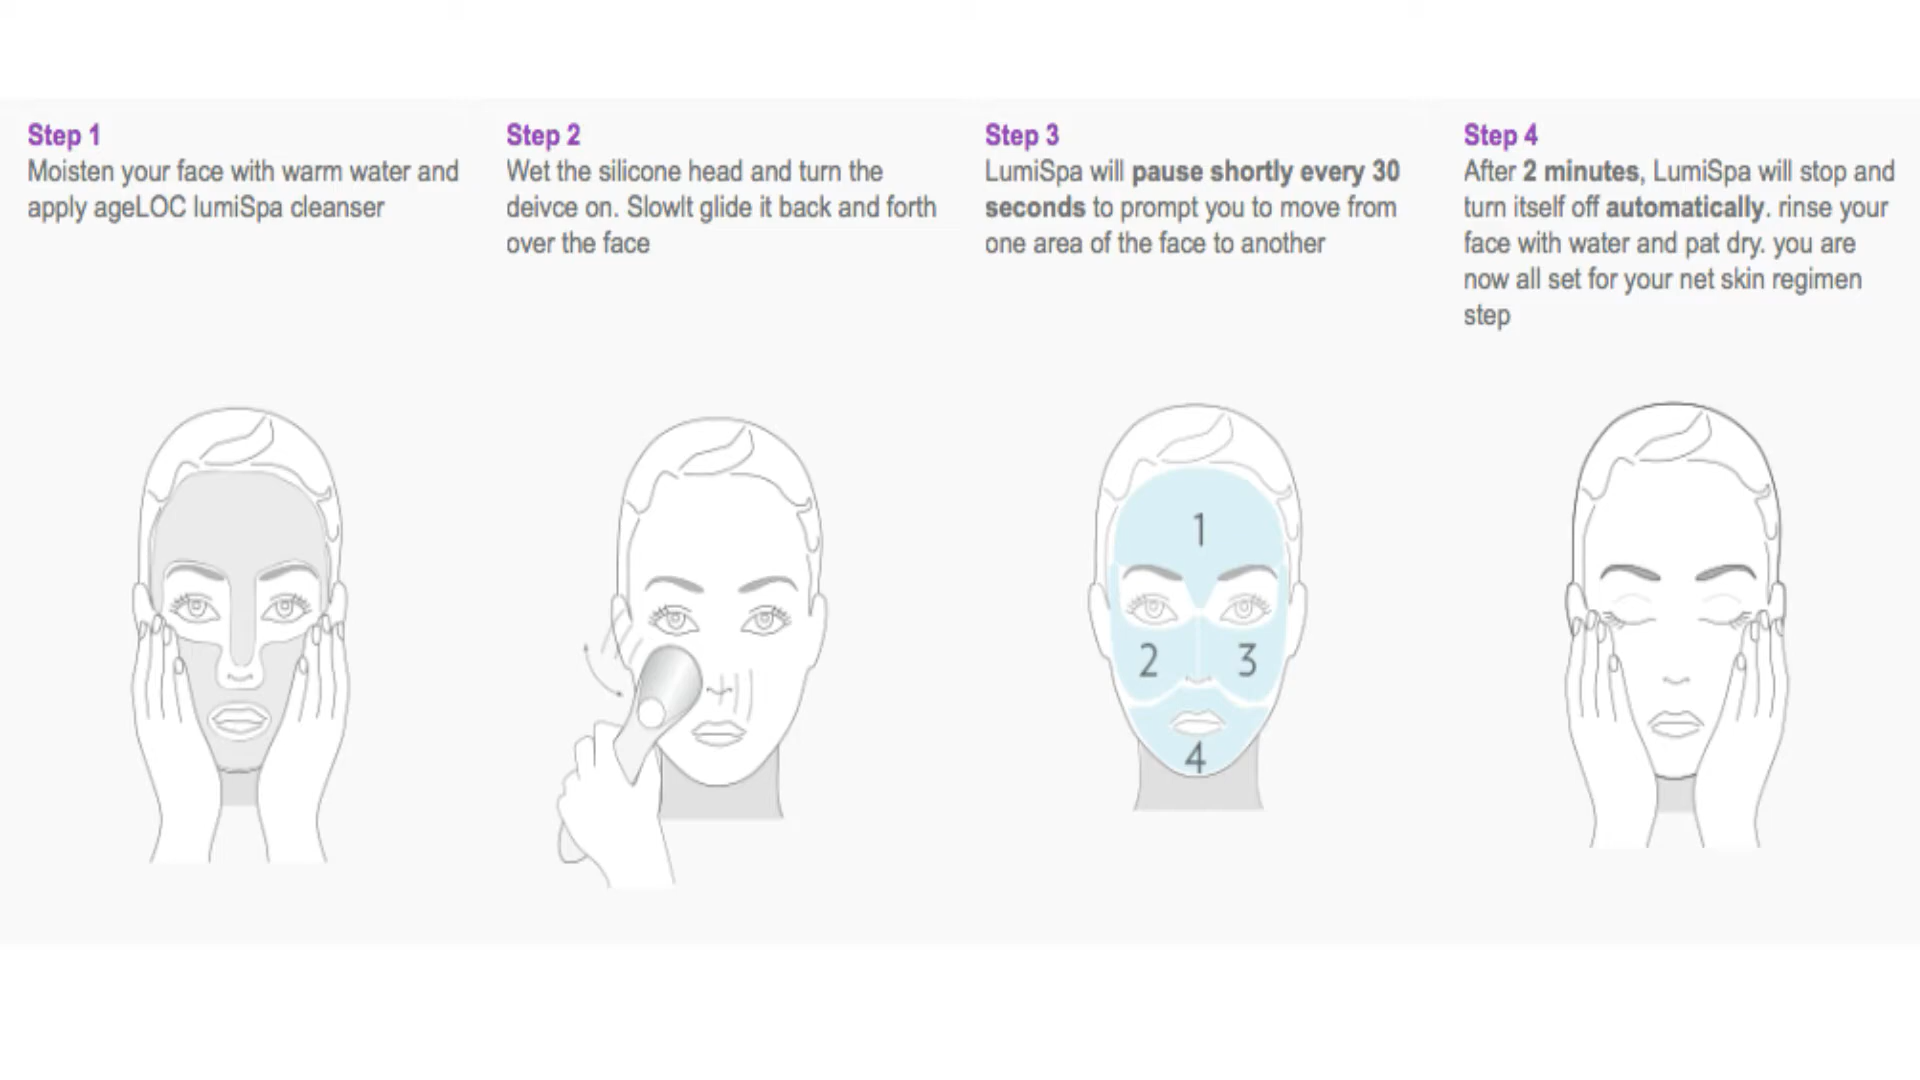 Step 1
Moisten your face with warm water and
apply ageLOC lumiSpa cleanser
Step 2
Wet the silicone head and turn the
deivce on. SlowIt glide it back and forth
over the face
Step 3
LumiSpa will pause shortly every 30
seconds to prompt you to move from
one area of the face to another
Step 4
After 2 minutes, LumiSpa will stop and
turn itself off automatically. rinse your
face with water and pat dry. you are
now all set for your net skin regimen
step
1
2
3
4